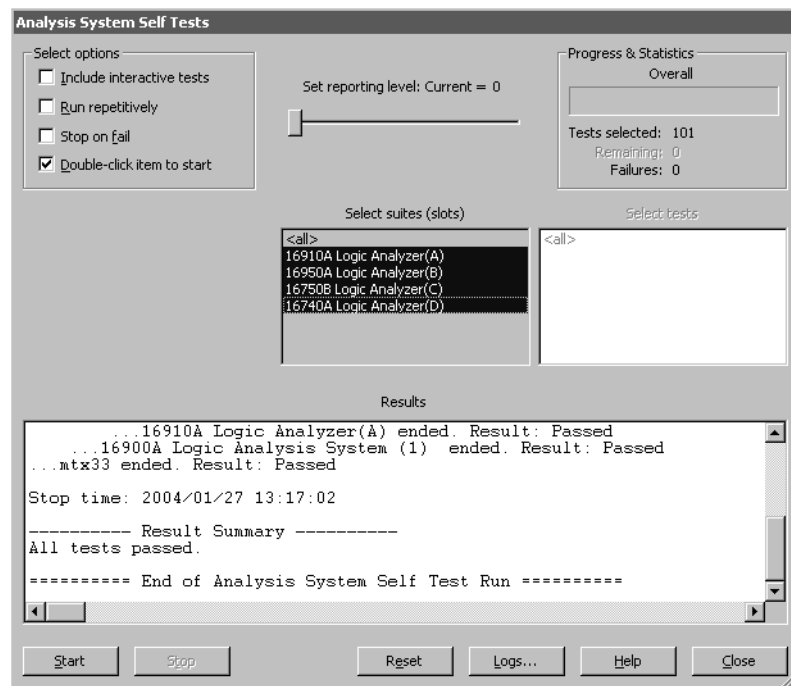 Analysis System Self Tests
Select options
Include interactive tests
Run repetitively
Stop on fail
Double-click item to start
Set reporting level: Current = 0
Progress & Statistics
Overall
Tests selected: 101
Remaining: 0
Failures: 0
Select suites (slots)
<all>
16910A Logic Analyzer(A)
16950A Logic Analyzer(B)
16750B Logic Analyzer(C)
16740A Logic Analyzer(D)
Select tests
<all>
Results
...16910A Logic Analyzer(A) ended. Result: Passed
...16900A Logic Analysis System (1) ended. Result: Passed
...mtx33 ended. Result: Passed
Stop time: 2004/01/27 13:17:02
---------- Result Summary ----------
All tests passed.
========== End of Analysis System Self Test Run ==========
Start
Stop
Reset
Logs...
Help
Close